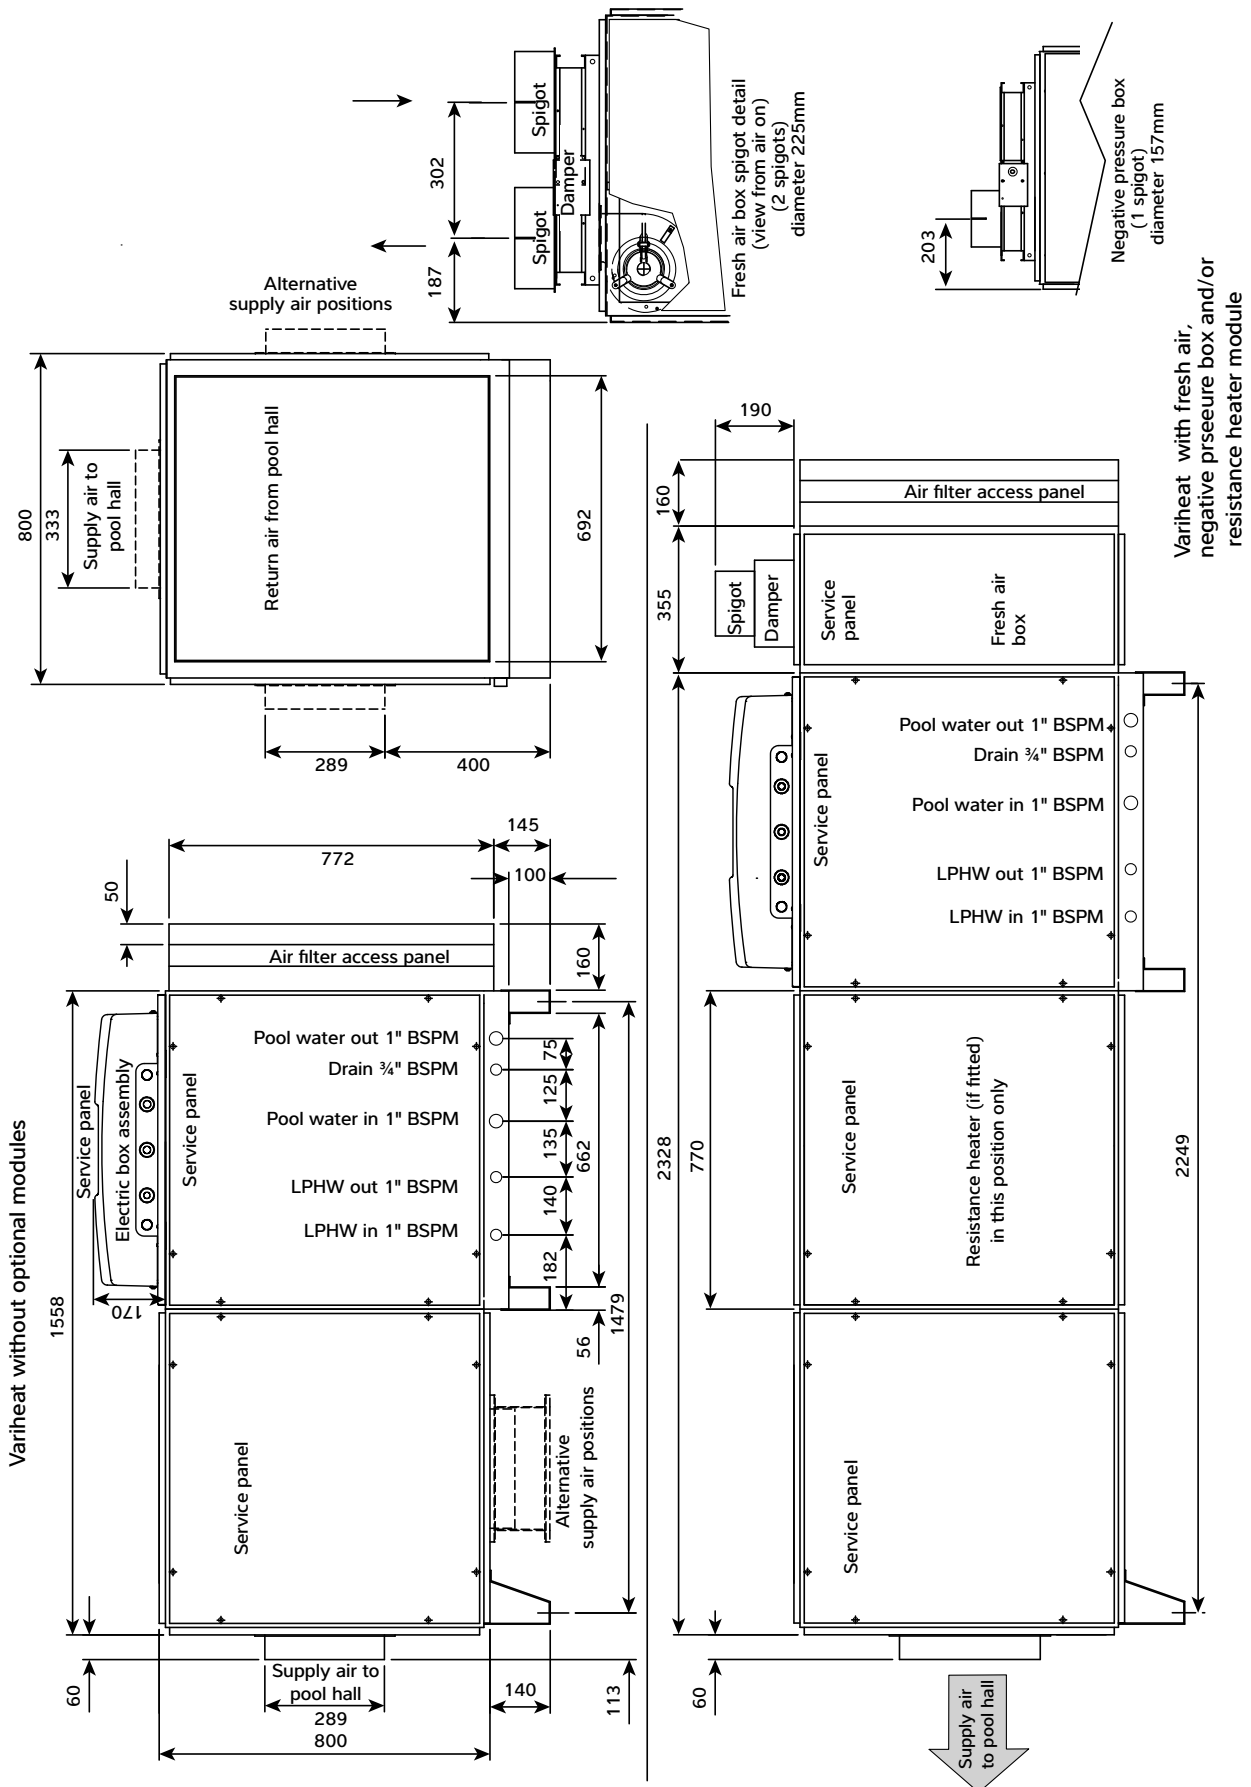 Spigot
Spigot
Damper
302
187
Fresh air box spigot detail
(view from air on)
(2 spigots)
diameter 225mm
203
Negative pressure box
(1 spigot)
diameter 157mm
Alternative
supply air positions
800
333
Supply air to
pool hall
Return air from pool hall
692
289
400
Variheat with fresh air,
negative prseeure box and/or
resistance heater module
190
160
Air filter access panel
355
Spigot
Damper
Service
panel
Fresh air
box
Pool water out 1" BSPM
Drain ¾" BSPM
Pool water in 1" BSPM
LPHW out 1" BSPM
LPHW in 1" BSPM
Service panel
2328
770
Service panel
Resistance heater (if fitted)
in this position only
2249
Service panel
60
Supply air
to pool hall
Variheat without optional modules
772
145
100
50
Air filter access panel
160
Service panel
Electric box assembly
Service panel
Pool water out 1" BSPM
Drain ¾" BSPM
Pool water in 1" BSPM
LPHW out 1" BSPM
LPHW in 1" BSPM
75
125
135
140
182
662
1558
170
1479
56
Service panel
Alternative
supply air positions
60
Supply air to
pool hall
289
800
140
113